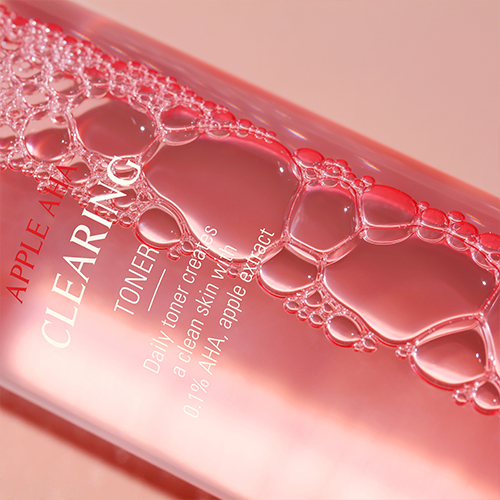 APPLE AHA
CLEARING
TONER
Daily toner creates
a clean skin with
0.1% AHA, apple extract